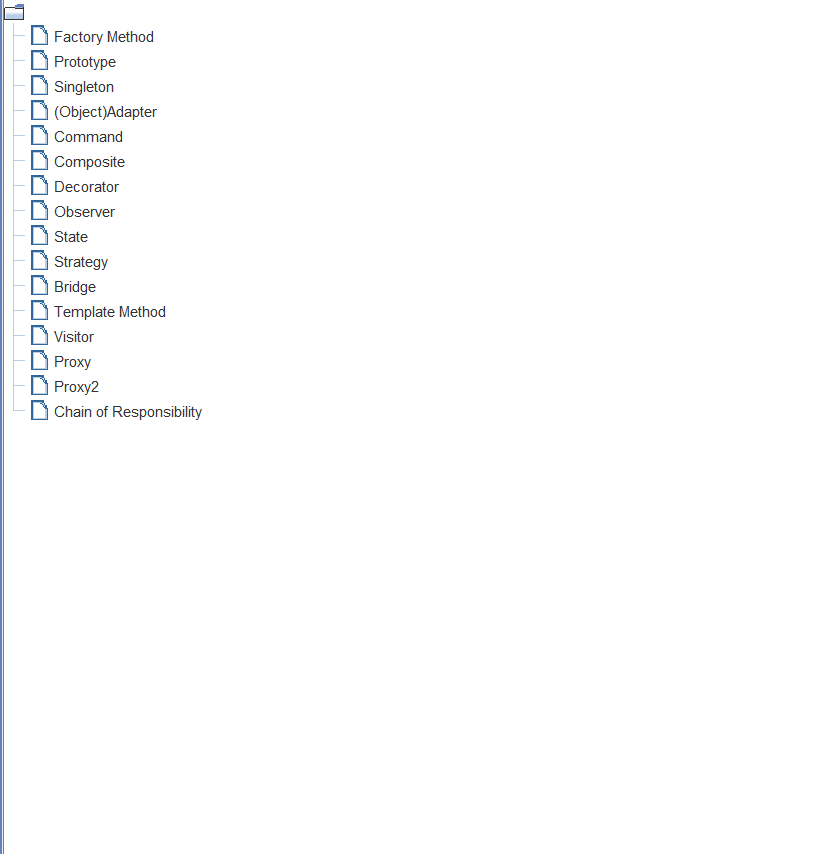 Factory Method
Prototype
Singleton
(Object)Adapter
Command
Composite
Decorator
Observer
State
Strategy
Bridge
Template Method
Visitor
Proxy
Proxy2
Chain of Responsibility